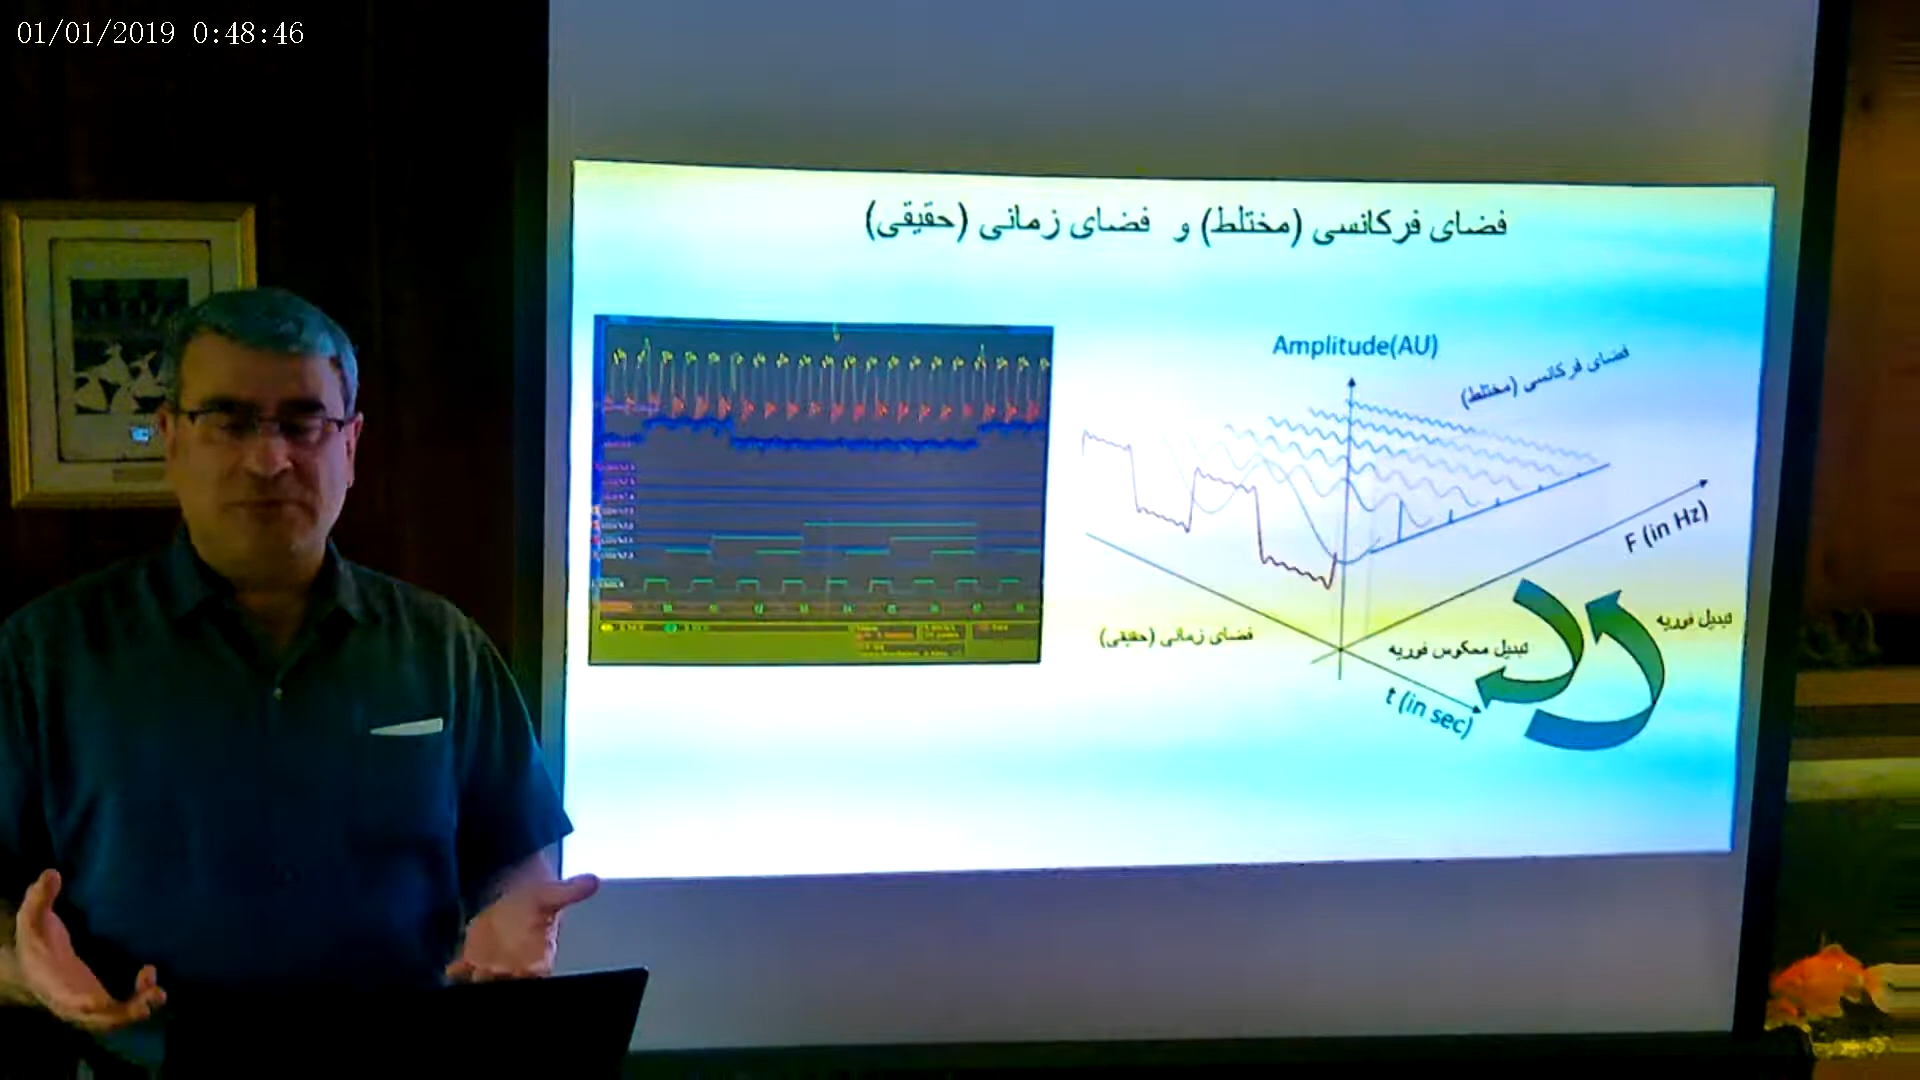 01/01/2019 0:48:46
فضای فرکانسی (مختلط) و فضای زمانی (حقیقی)
Amplitude(AU)
فضای فرکانسی (مختلط)
F (in Hz)
تبدیل فوریه
فضای زمانی (حقیقی)
تبدیل معکوس فوریه
t (in sec)